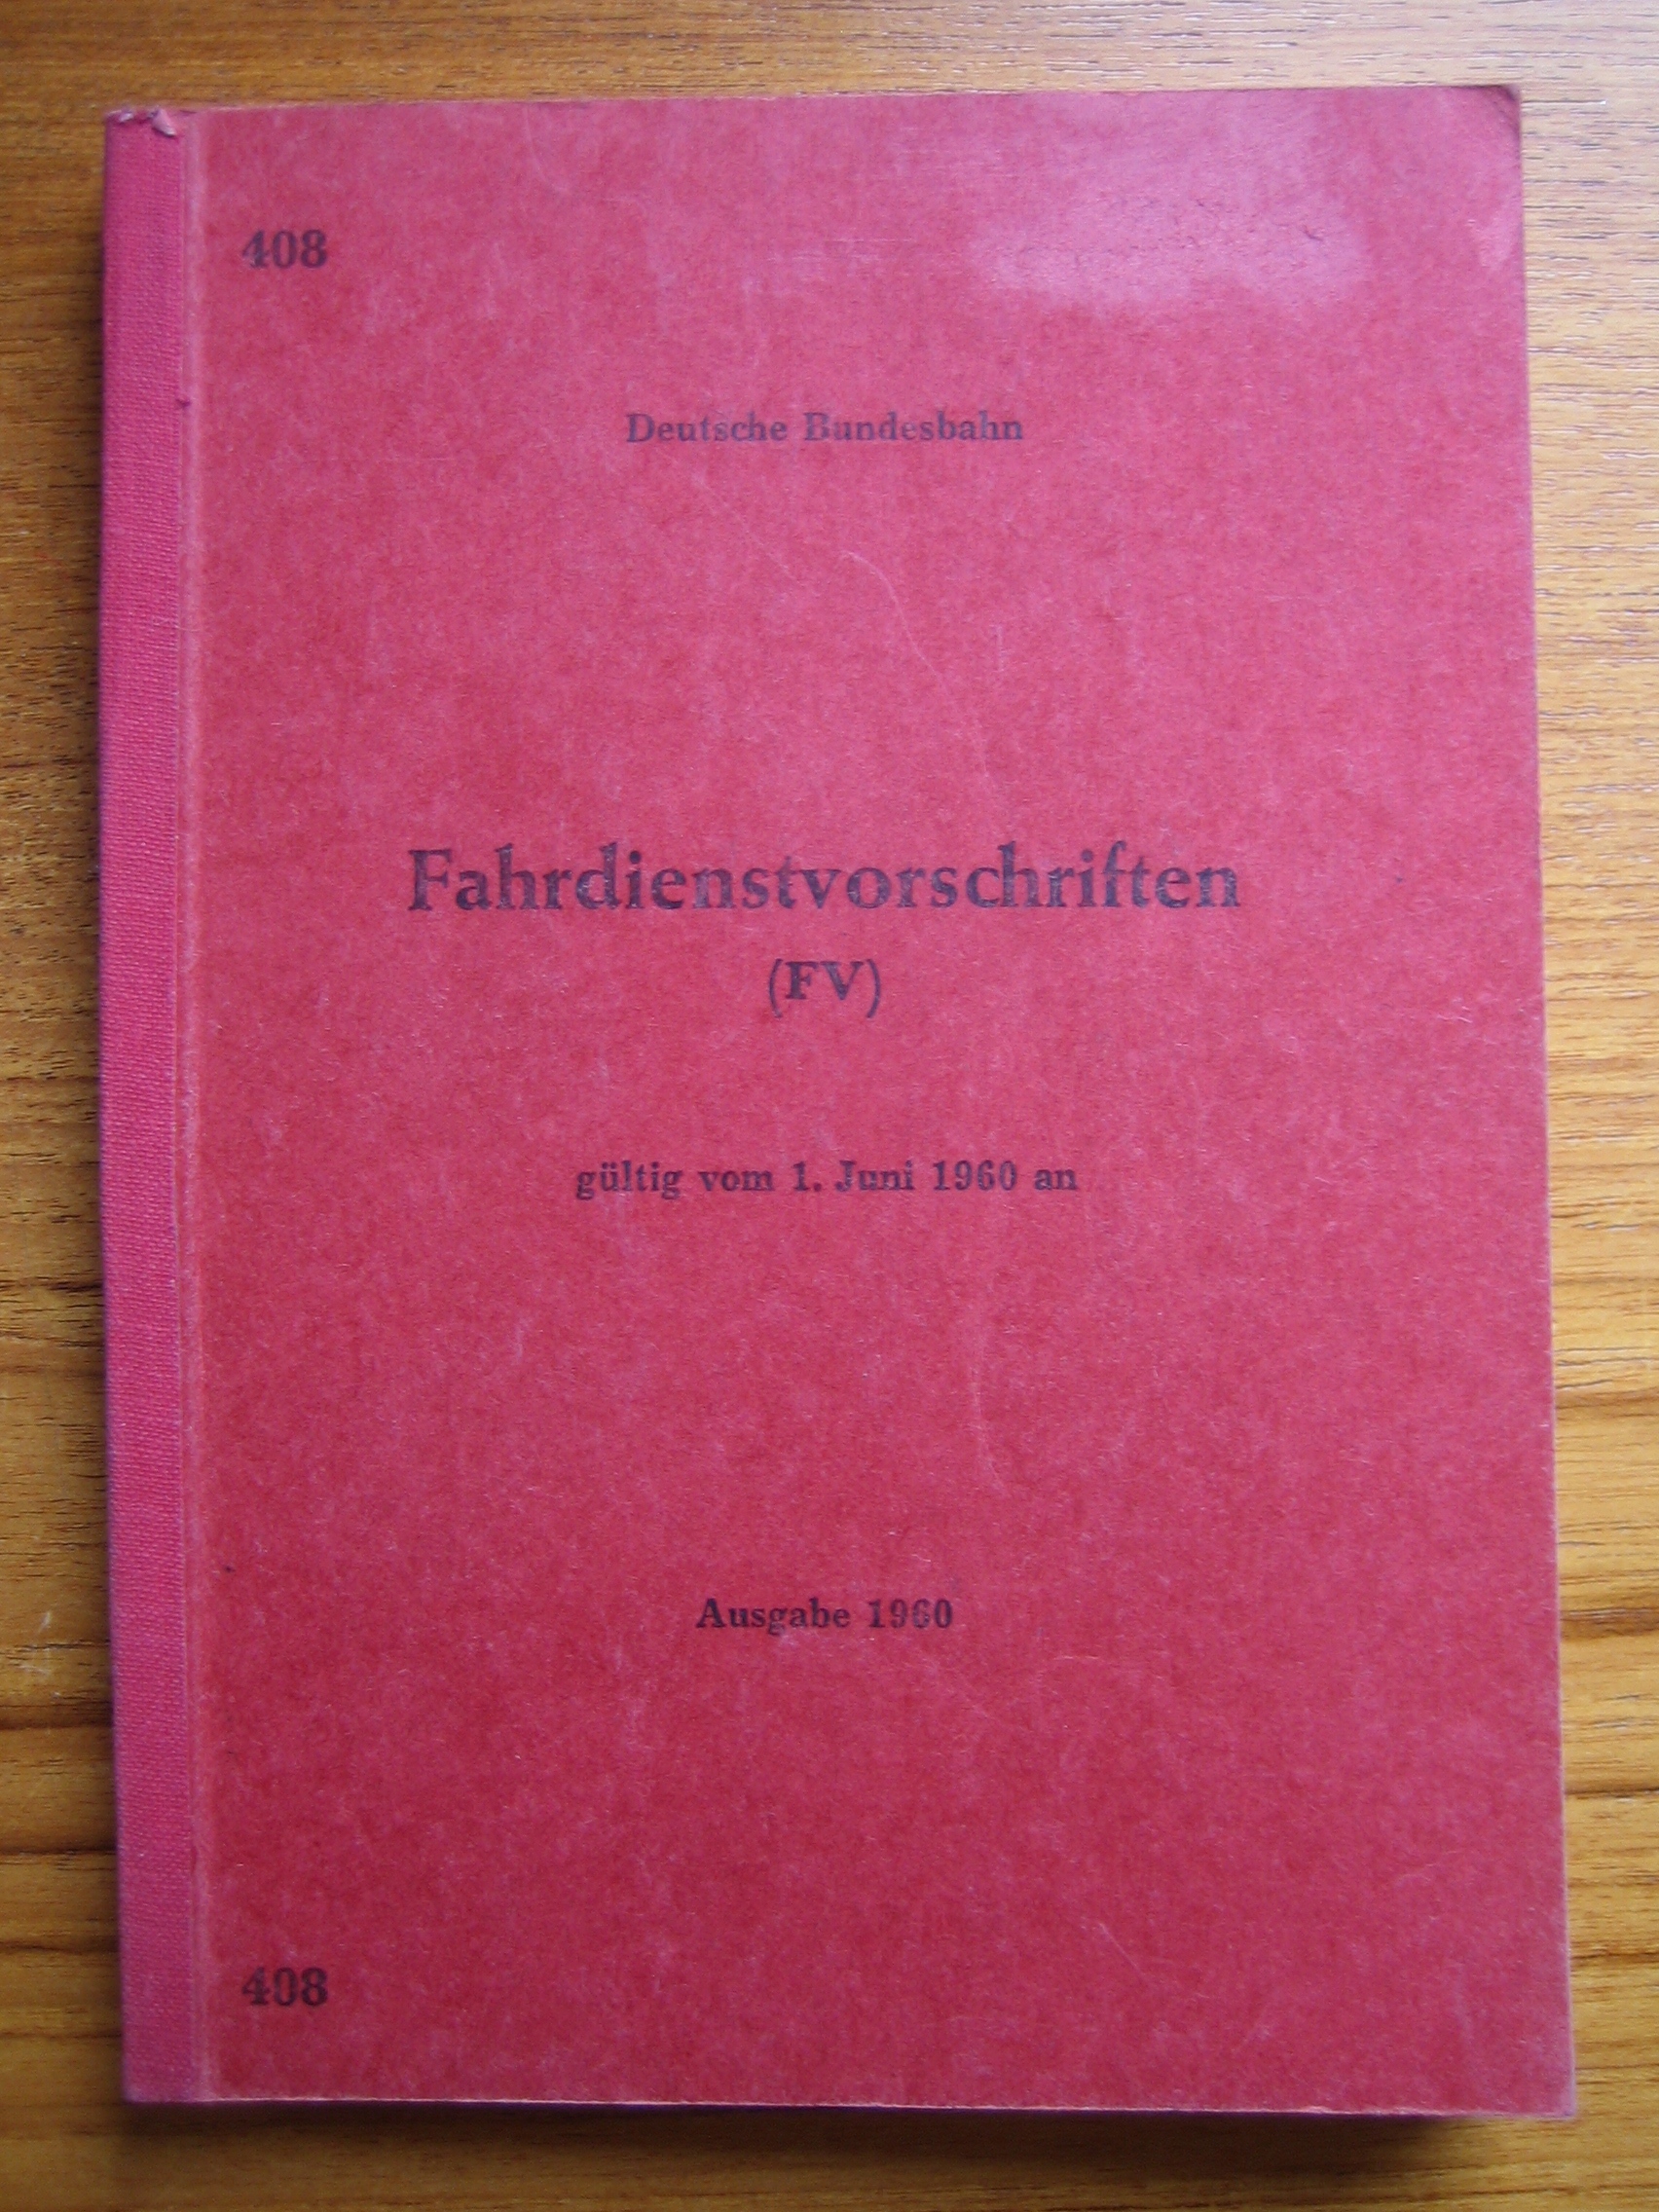 408
Deutsche Bundesbahn
Fahrdienstvorschriften
(FV)
gültig vom 1. Juni 1960 an
Ausgabe 1960
408